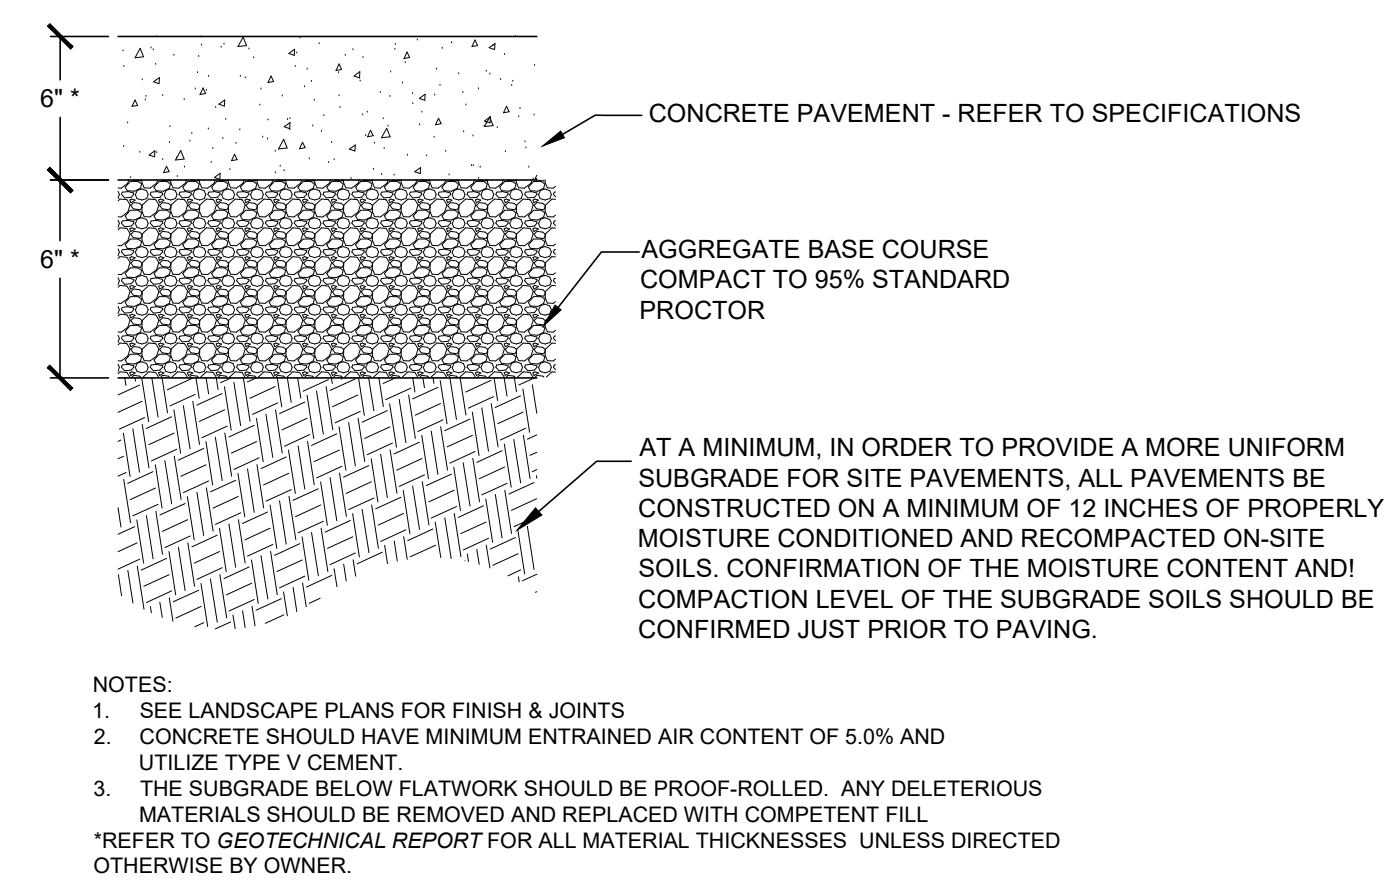 6" *
CONCRETE PAVEMENT - REFER TO SPECIFICATIONS
6" *
AGGREGATE BASE COURSE
COMPACT TO 95% STANDARD
PROCTOR
AT A MINIMUM, IN ORDER TO PROVIDE A MORE UNIFORM
SUBGRADE FOR SITE PAVEMENTS, ALL PAVEMENTS BE
CONSTRUCTED ON A MINIMUM OF 12 INCHES OF PROPERLY
MOISTURE CONDITIONED AND RECOMPACTED ON-SITE
SOILS. CONFIRMATION OF THE MOISTURE CONTENT AND!
COMPACTION LEVEL OF THE SUBGRADE SOILS SHOULD BE
CONFIRMED JUST PRIOR TO PAVING.
NOTES:
1. SEE LANDSCAPE PLANS FOR FINISH & JOINTS
2. CONCRETE SHOULD HAVE MINIMUM ENTRAINED AIR CONTENT OF 5.0% AND
UTILIZE TYPE V CEMENT.
3. THE SUBGRADE BELOW FLATWORK SHOULD BE PROOF-ROLLED. ANY DELETERIOUS
MATERIALS SHOULD BE REMOVED AND REPLACED WITH COMPETENT FILL
*REFER TO GEOTECHNICAL REPORT FOR ALL MATERIAL THICKNESSES UNLESS DIRECTED
OTHERWISE BY OWNER.